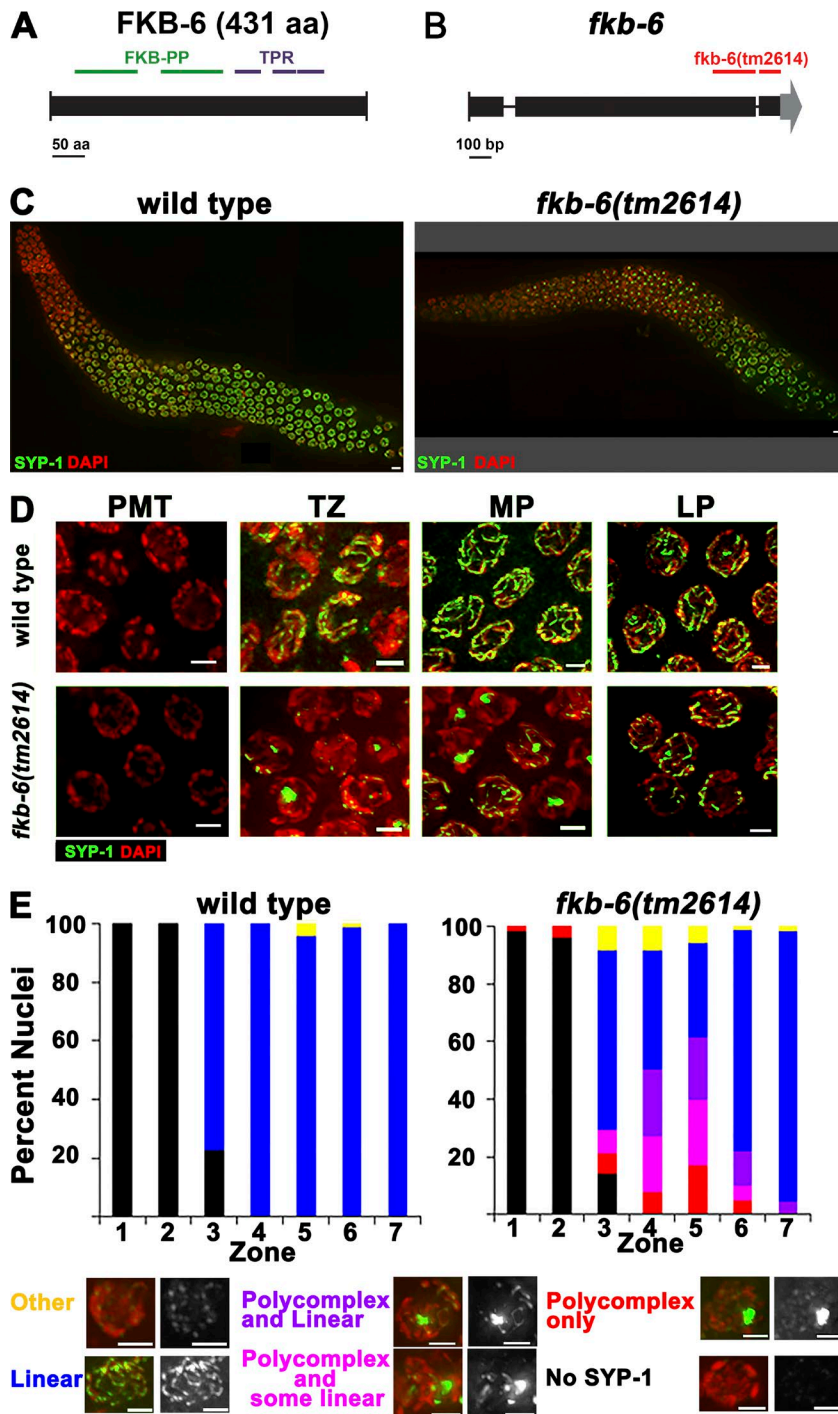 A
FKB-6 (431 aa)
FKB-PP
TPR
50 aa
B
fkb-6
fkb-6(tm2614)
100 bp
C
wild type
fkb-6(tm2614)
SYP-1 DAPI
SYP-1 DAPI
D
PMT
TZ
MP
LP
wild type
fkb-6(tm2614)
SYP-1 DAPI
E
wild type
fkb-6(tm2614)
Percent Nuclei
100
80
60
40
20
1 2 3 4 5 6 7
Zone
100
80
60
40
20
1 2 3 4 5 6 7
Zone
Other
Linear
Polycomplex
and Linear
Polycomplex
and
some linear
Polycomplex
only
No SYP-1